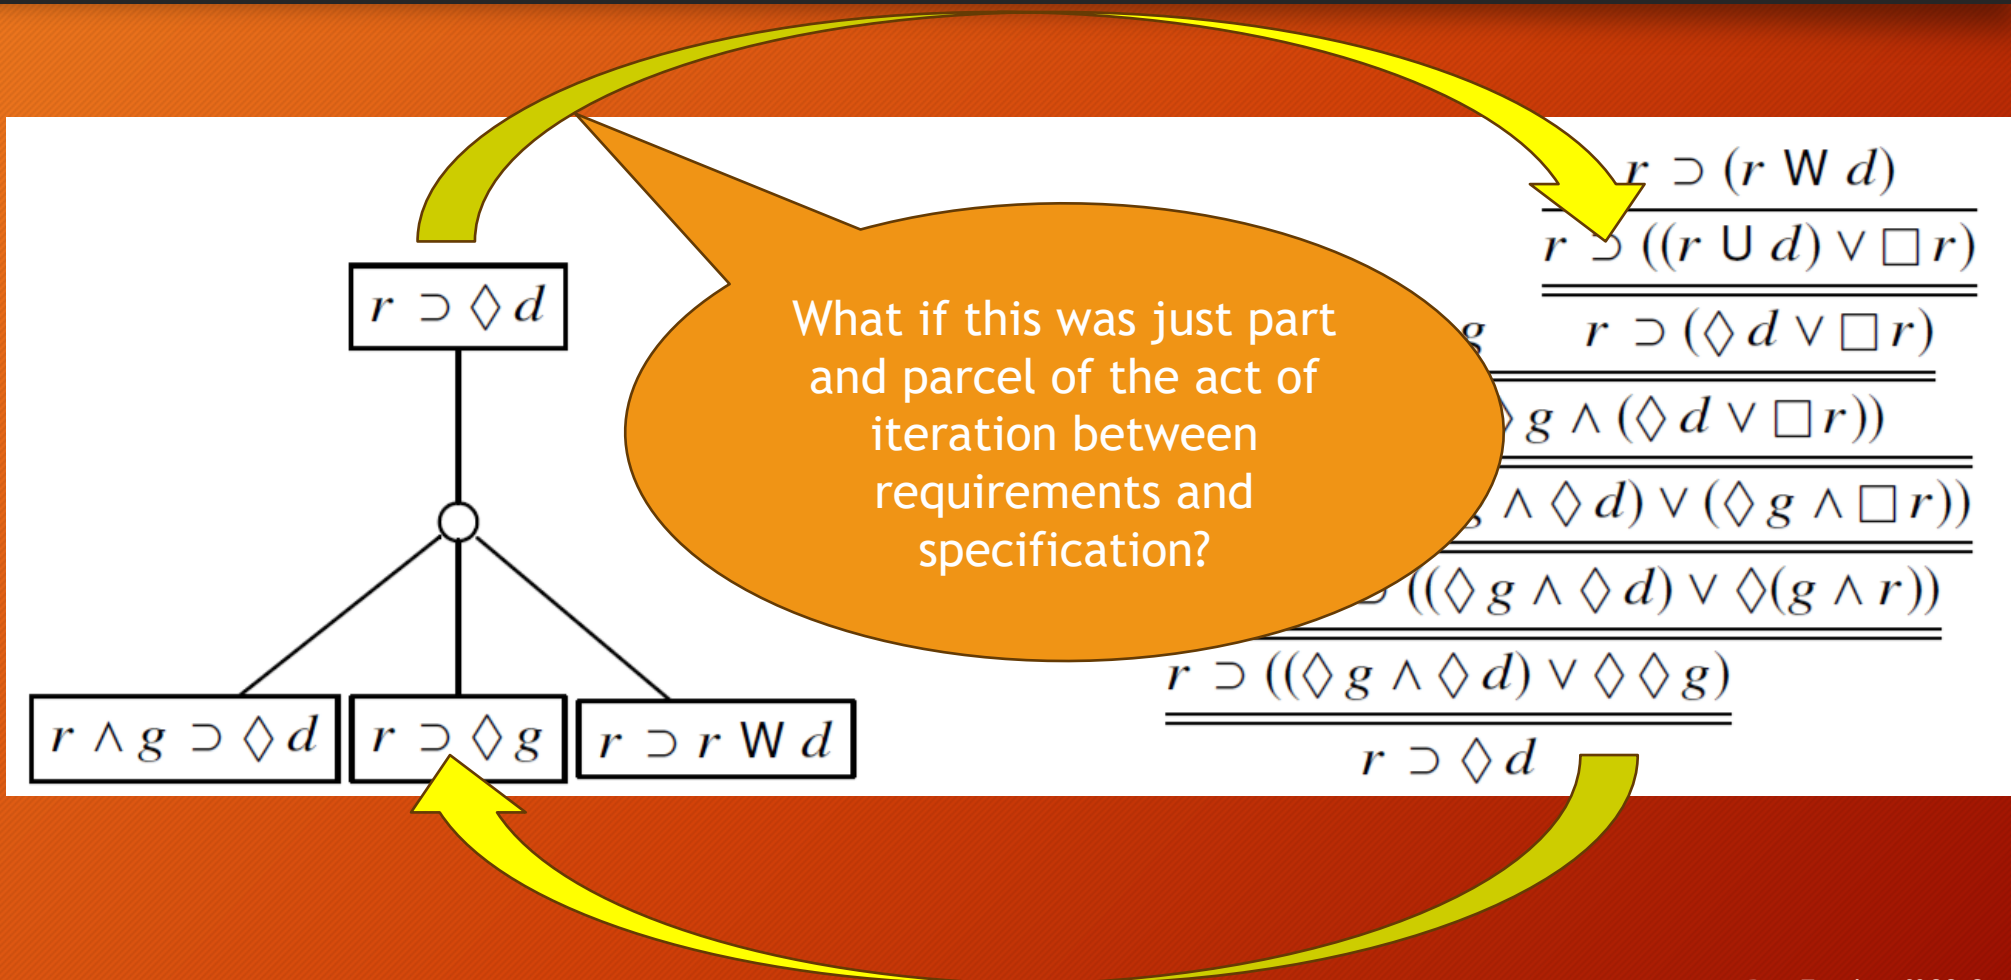 r ⊃ ◇ d
r ∧ g ⊃ ◇ d
r ⊃ ◇ g
r ⊃ r W d
What if this was just part
and parcel of the act of
iteration between
requirements and
specification?
r ⊃ (r W d)
r ⊃ ((r U d) ∨ □ r)
g r ⊃ (◇ d ∨ □ r)
g ∧ (◇ d ∨ □ r))
∧ ◇ d) ∨ (◇ g ∧ □ r))
((◇ g ∧ ◇ d) ∨ ◇(g ∧ r))
r ⊃ ((◇ g ∧ ◇ d) ∨ ◇ ◇ g)
r ⊃ ◇ d